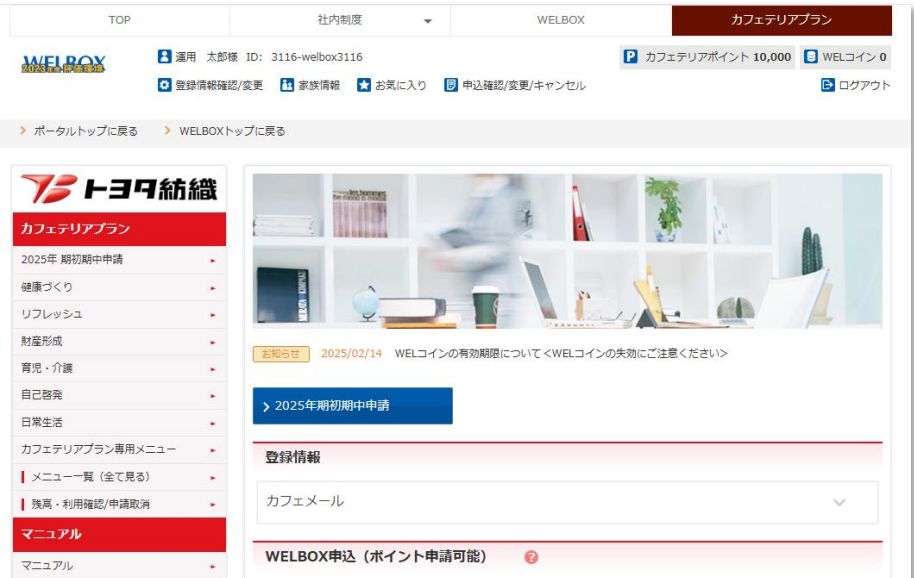 TOP 社内制度 WELBOX カフェテリアプラン
WELBOX
2023年度 評価環境
運用 太郎様 ID: 3116-welbox3116
カフェテリアポイント 10,000 WELコイン 0
登録情報確認/変更 家族情報 お気に入り 申込確認/変更/キャンセル
ログアウト
ポータルトップに戻る WELBOXトップに戻る
トヨタ紡織
カフェテリアプラン
2025年 期初期中申請
健康づくり
リフレッシュ
財産形成
育児・介護
自己啓発
日常生活
カフェテリアプラン専用メニュー
メニュー一覧（全て見る）
残高・利用確認/申請取消
マニュアル
マニュアル
お知らせ 2025/02/14 WELコインの有効期限について<WELコインの失効にご注意ください>
2025年期初期中申請
登録情報
カフェメール
WELBOX申込（ポイント申請可能） ?